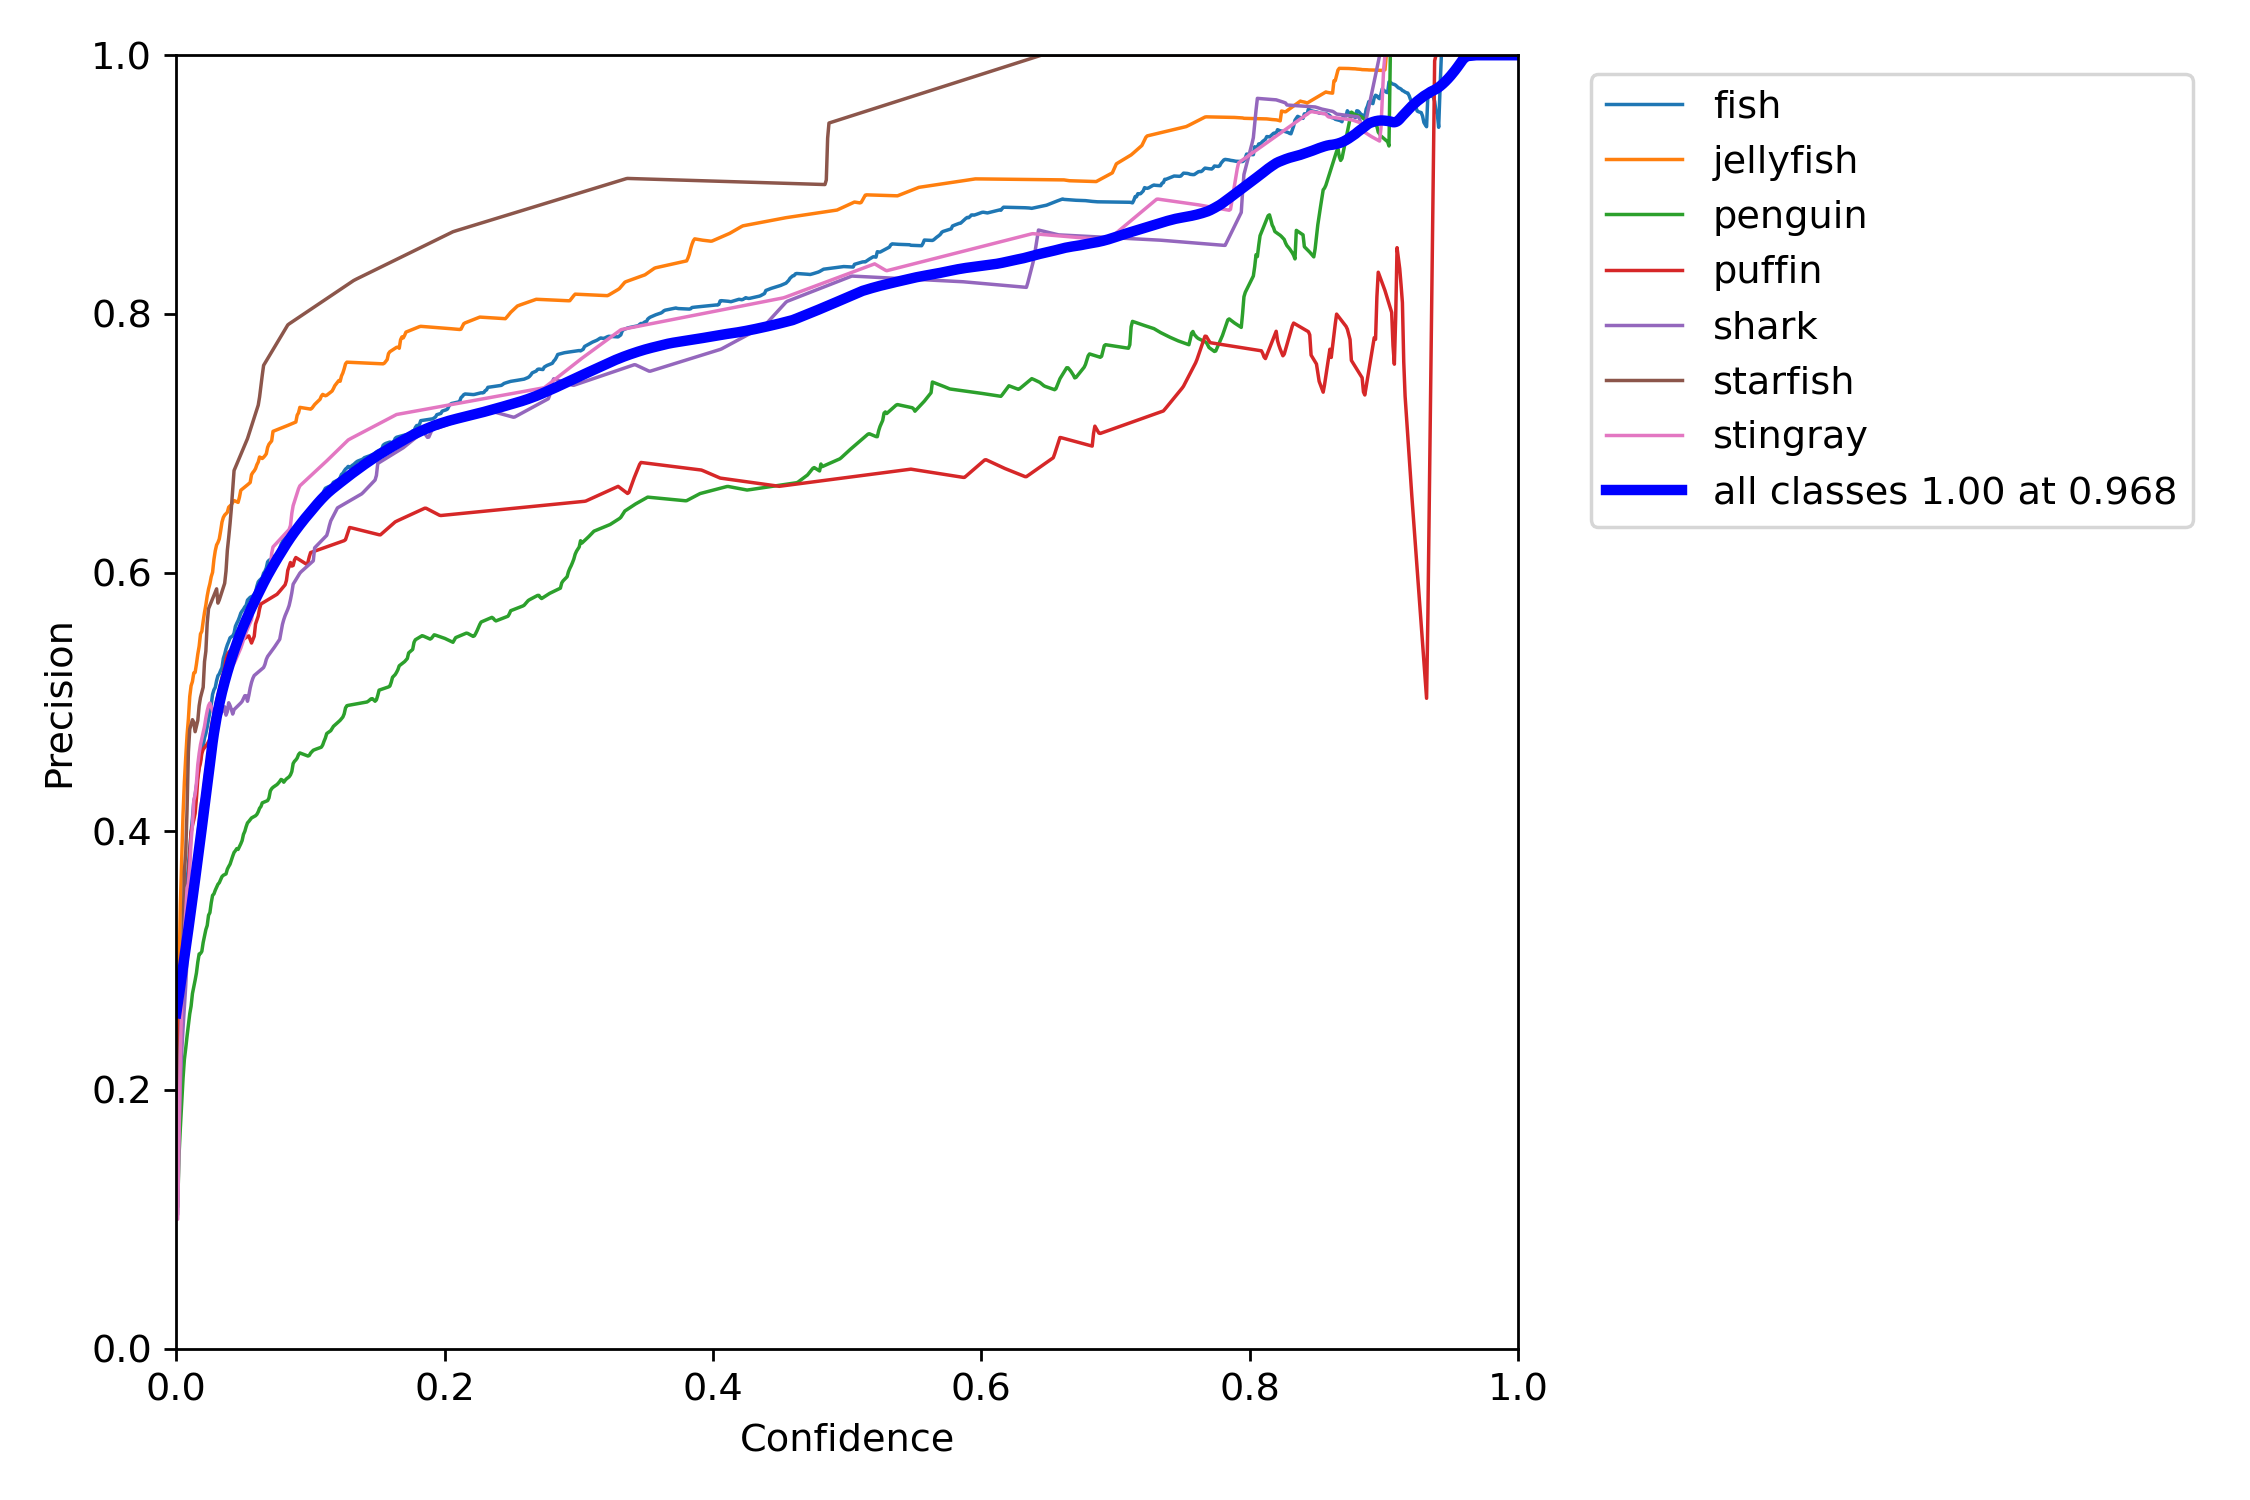 1.0
0.8
0.6
0.4
0.2
0.0
Precision
0.0 0.2 0.4 0.6 0.8 1.0
Confidence
fish
jellyfish
penguin
puffin
shark
starfish
stingray
all classes 1.00 at 0.968